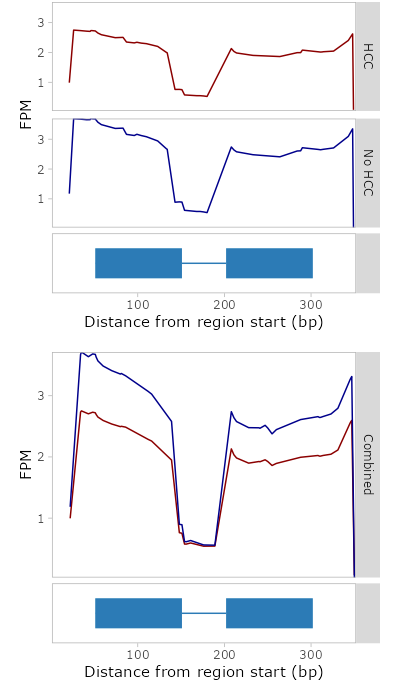 3
2
1
HCC
FPM
3
2
1
No HCC
100 200 300
Distance from region start (bp)
3
2
1
Combined
FPM
100 200 300
Distance from region start (bp)